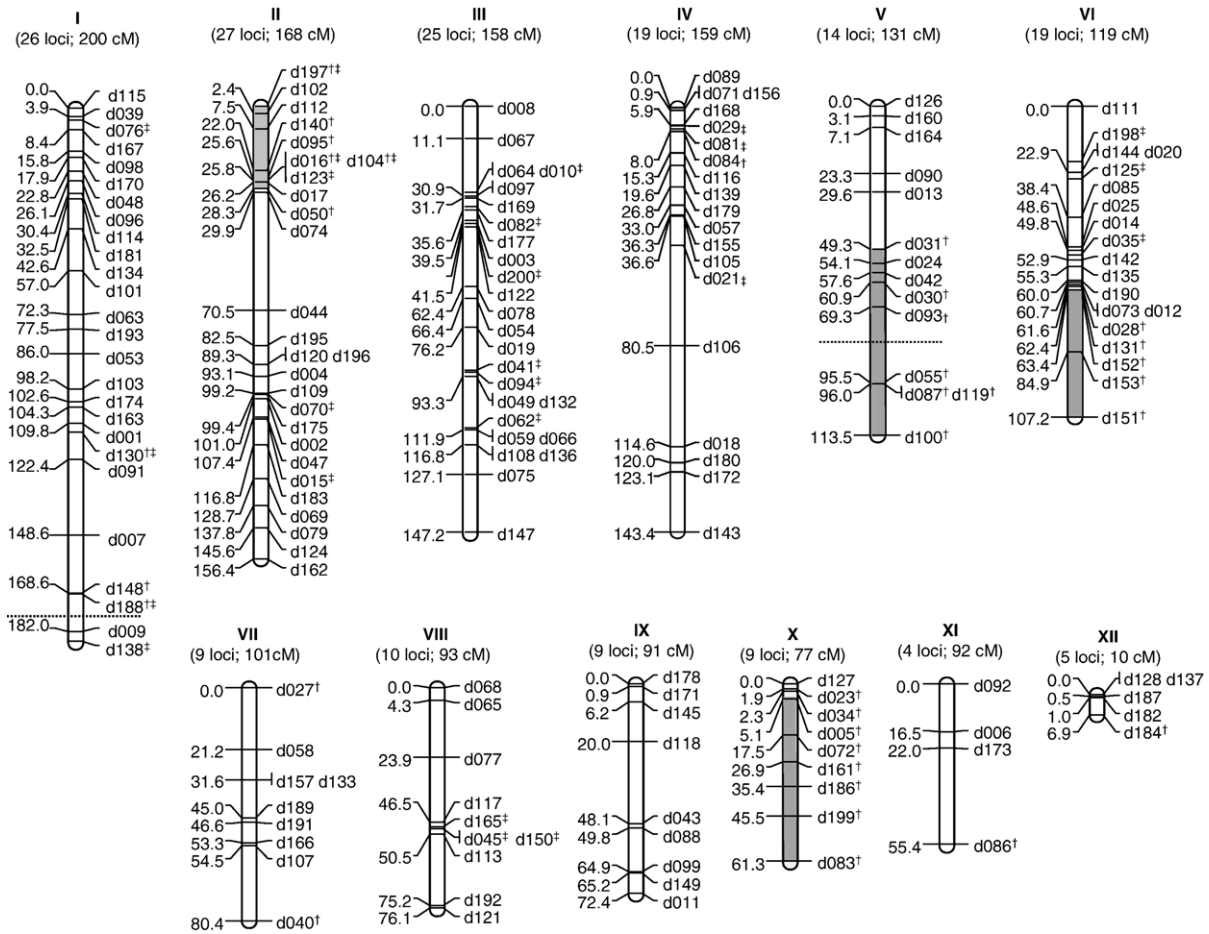 I
(26 loci; 200 cM)
0.0 d115
3.9 d039
d076‡
8.4 d167
15.8 d098
17.9 d170
22.8 d048
26.1 d096
30.4 d114
32.5 d181
42.6 d134
57.0 d101
72.3 d063
77.5 d193
86.0 d053
98.2 d103
102.6 d174
104.3 d163
109.8 d001
d130†‡
122.4 d091
148.6 d007
168.6 d148†
d188†‡
182.0 d009
d138‡
II
(27 loci; 168 cM)
d197†‡
2.4 d102
7.5 d112
22.0 d140†
25.6 d095†
d016†‡ d104†‡
25.8 d123‡
26.2 d017
28.3 d050†
29.9 d074
70.5 d044
82.5 d195
89.3 d120 d196
93.1 d004
99.2 d109
d070‡
99.4 d175
101.0 d002
107.4 d047
d015‡
116.8 d183
128.7 d069
137.8 d079
145.6 d124
156.4 d162
III
(25 loci; 158 cM)
0.0 d008
11.1 d067
d064 d010‡
30.9 d097
31.7 d169
d082‡
35.6 d177
39.5 d003
d200‡
41.5 d122
62.4 d078
66.4 d054
76.2 d019
d041‡
d094‡
93.3 d049 d132
d062‡
111.9 d059 d066
116.8 d108 d136
127.1 d075
147.2 d147
IV
(19 loci; 159 cM)
0.0 d089
0.9 d071 d156
5.9 d168
d029‡
d081‡
8.0 d084†
15.3 d116
19.6 d139
26.8 d179
33.0 d057
36.3 d155
36.6 d105
d021‡
80.5 d106
114.6 d018
120.0 d180
123.1 d172
143.4 d143
V
(14 loci; 131 cM)
0.0 d126
3.1 d160
7.1 d164
23.3 d090
29.6 d013
49.3 d031†
54.1 d024
57.6 d042
60.9 d030†
69.3 d093†
95.5 d055†
96.0 d087† d119†
113.5 d100†
VI
(19 loci; 119 cM)
0.0 d111
d198‡
22.9 d144 d020
d125‡
38.4 d085
48.6 d025
49.8 d014
d035‡
52.9 d142
55.3 d135
60.0 d190
60.7 d073 d012
61.6 d028†
62.4 d131†
63.4 d152†
84.9 d153†
107.2 d151†
VII
(9 loci; 101cM)
0.0 d027†
21.2 d058
31.6 d157 d133
45.0 d189
46.6 d191
53.3 d166
54.5 d107
80.4 d040†
VIII
(10 loci; 93 cM)
0.0 d068
4.3 d065
23.9 d077
46.5 d117
d165‡
d045‡ d150‡
50.5 d113
75.2 d192
76.1 d121
IX
(9 loci; 91 cM)
0.0 d178
0.9 d171
6.2 d145
20.0 d118
48.1 d043
49.8 d088
64.9 d099
65.2 d149
72.4 d011
X
(9 loci; 77 cM)
0.0 d127
1.9 d023†
2.3 d034†
5.1 d005†
17.5 d072†
26.9 d161†
35.4 d186†
45.5 d199†
61.3 d083†
XI
(4 loci; 92 cM)
0.0 d092
16.5 d006
22.0 d173
55.4 d086†
XII
(5 loci; 10 cM)
0.0 d128 d137
0.5 d187
1.0 d182
6.9 d184†